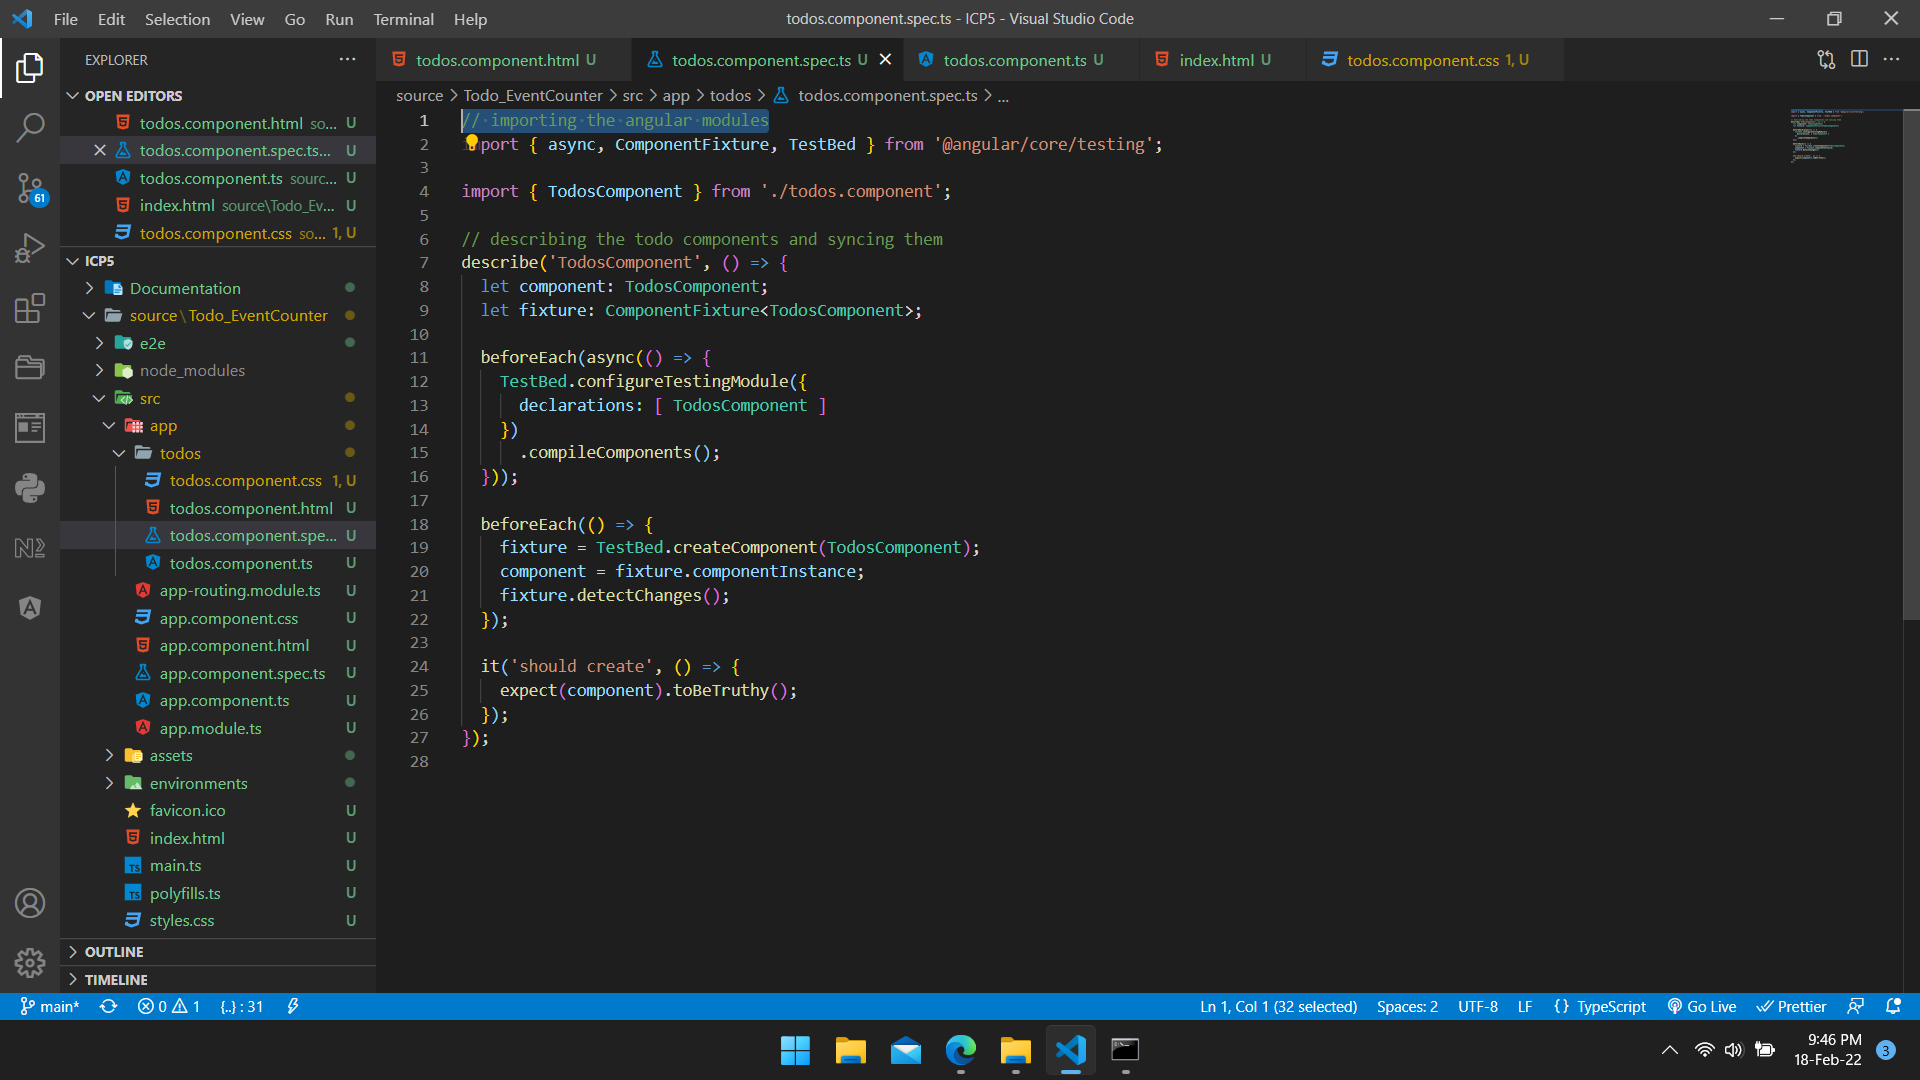 File Edit Selection View Go Run Terminal Help
todos.component.spec.ts - ICP5 - Visual Studio Code
EXPLORER
OPEN EDITORS
todos.component.html so... U
todos.component.spec.ts... U
todos.component.ts sourc... U
index.html source\Todo_Ev... U
todos.component.css so... 1, U
ICP5
Documentation
source\Todo_EventCounter
e2e
node_modules
src
app
todos
todos.component.css 1, U
todos.component.html U
todos.component.spe... U
todos.component.ts U
app-routing.module.ts U
app.component.css U
app.component.html U
app.component.spec.ts U
app.component.ts U
app.module.ts U
assets
environments
favicon.ico U
index.html U
main.ts U
polyfills.ts U
styles.css U
OUTLINE
TIMELINE
61
todos.component.html U
todos.component.spec.ts U
todos.component.ts U
index.html U
todos.component.css 1, U
source > Todo_EventCounter > src > app > todos > todos.component.spec.ts > ...
1 // importing the angular modules
2 import { async, ComponentFixture, TestBed } from '@angular/core/testing';
3
4 import { TodosComponent } from './todos.component';
5
6 // describing the todo components and syncing them
7 describe('TodosComponent', () => {
8 let component: TodosComponent;
9 let fixture: ComponentFixture<TodosComponent>;
10
11 beforeEach(async(() => {
12 TestBed.configureTestingModule({
13 declarations: [ TodosComponent ]
14 })
15 .compileComponents();
16 }));
17
18 beforeEach(() => {
19 fixture = TestBed.createComponent(TodosComponent);
20 component = fixture.componentInstance;
21 fixture.detectChanges();
22 });
23
24 it('should create', () => {
25 expect(component).toBeTruthy();
26 });
27 });
28
main* 0 1 {..} : 31
Ln 1, Col 1 (32 selected) Spaces: 2 UTF-8 LF {} TypeScript Go Live Prettier
9:46 PM
18-Feb-22
3